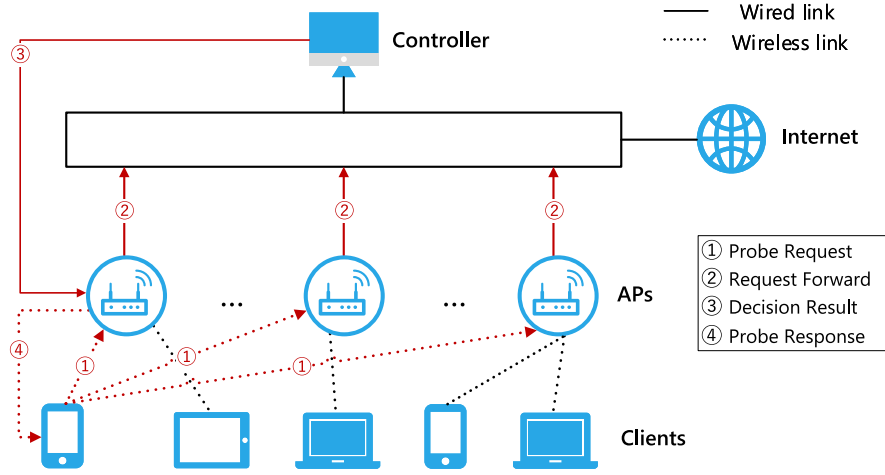 Wired link
Wireless link
③
Controller
Internet
②
②
②
① Probe Request
② Request Forward
③ Decision Result
④ Probe Response
...
...
APs
④
①
①
①
Clients